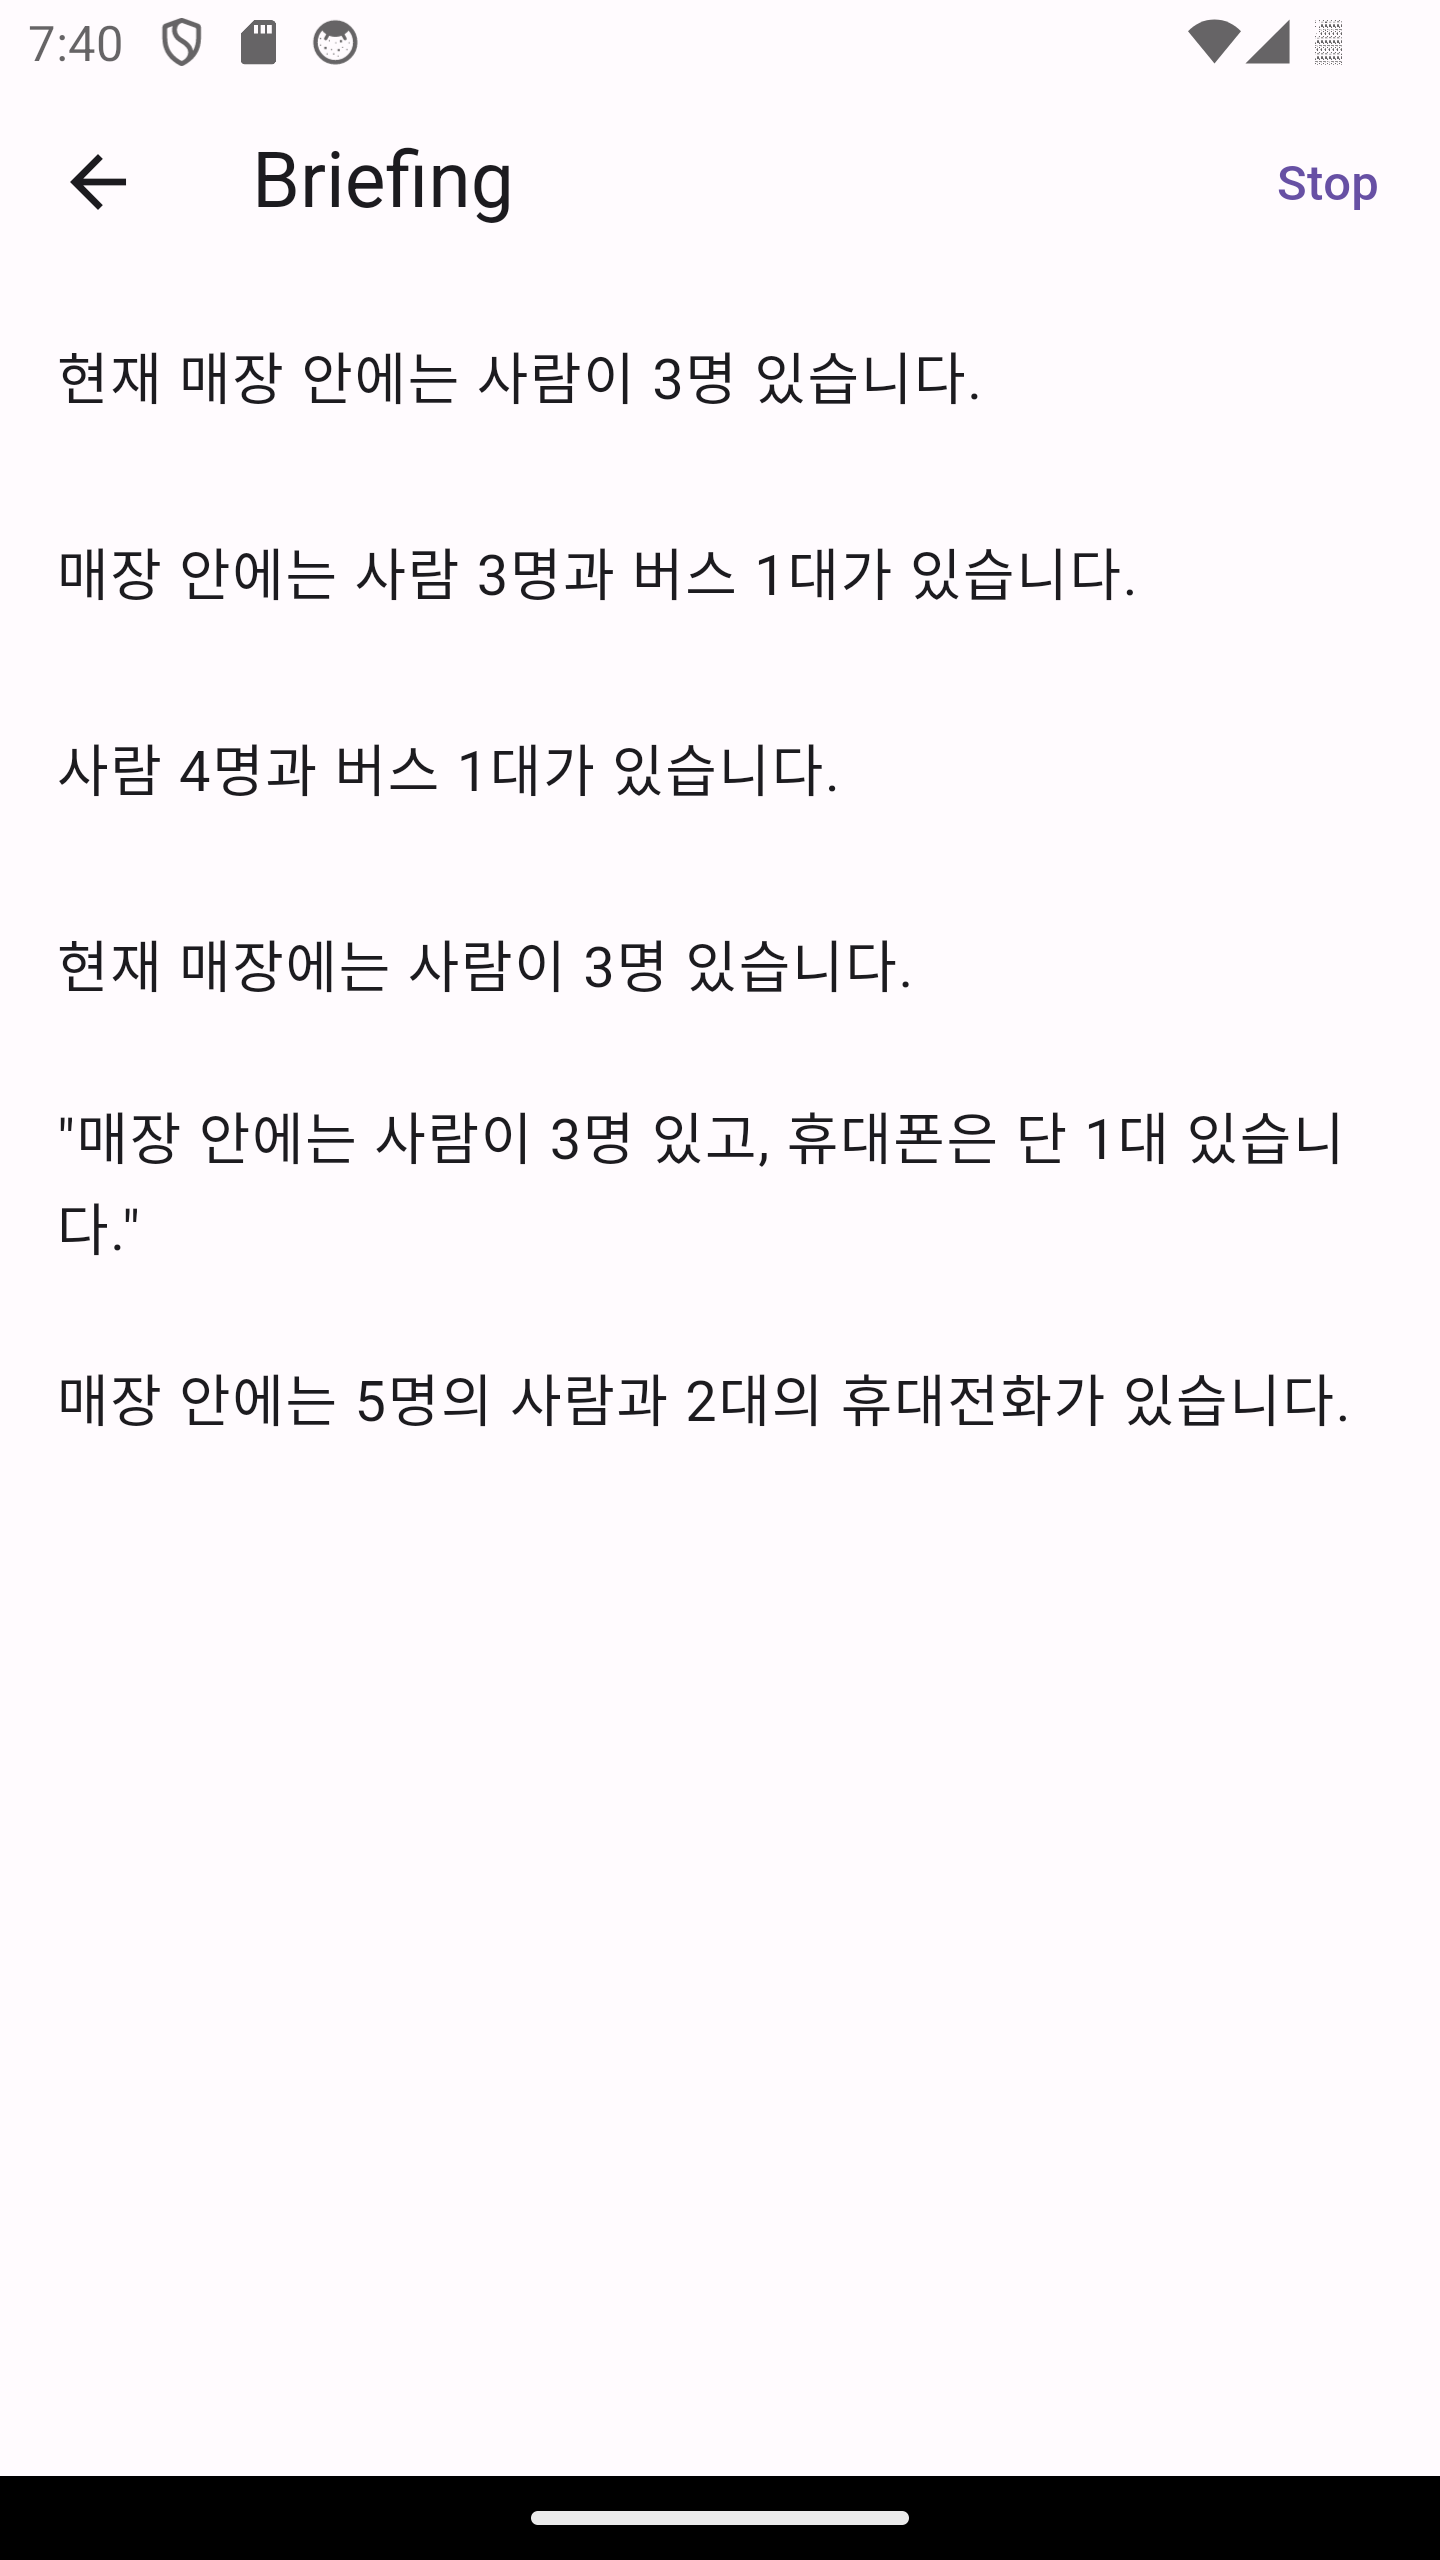 7:40
Briefing
Stop
현재 매장 안에는 사람이 3명 있습니다.
매장 안에는 사람 3명과 버스 1대가 있습니다.
사람 4명과 버스 1대가 있습니다.
현재 매장에는 사람이 3명 있습니다.
"매장 안에는 사람이 3명 있고, 휴대폰은 단 1대 있습니
다."
매장 안에는 5명의 사람과 2대의 휴대전화가 있습니다.